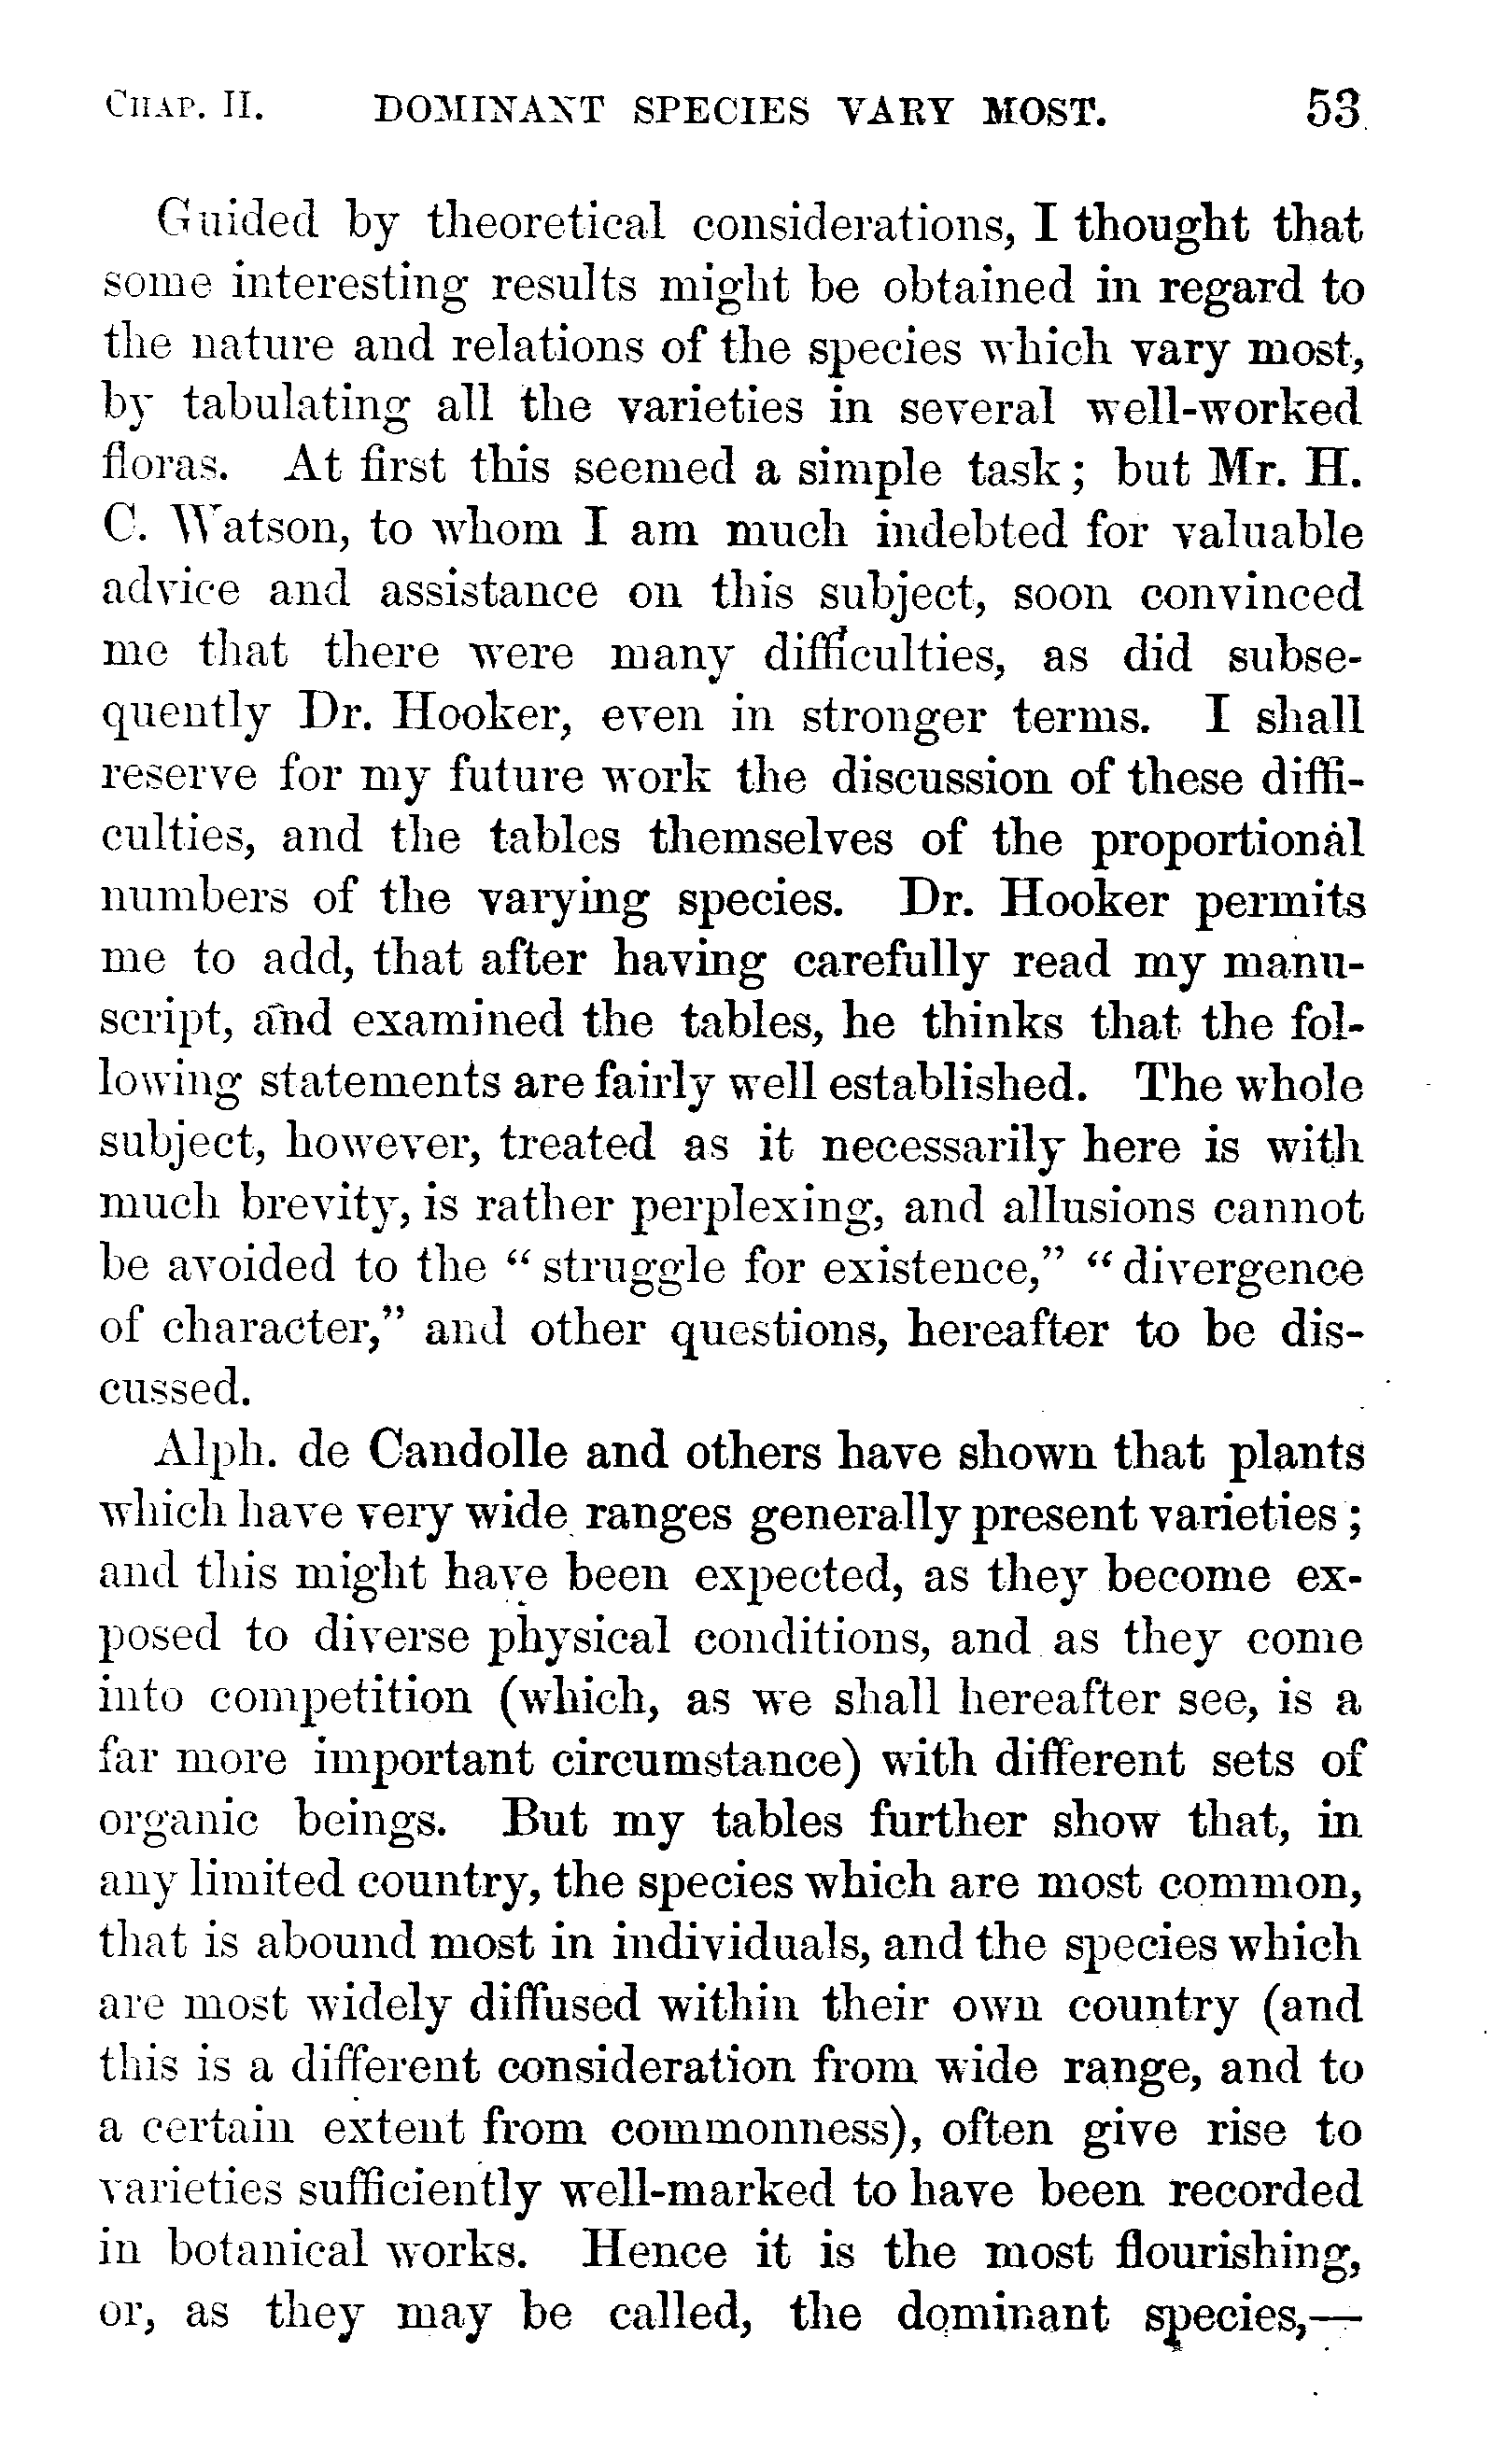 CHAP. II. DOMINANT SPECIES VARY MOST. 53
Guided by theoretical considerations, I thought that
some interesting results might be obtained in regard to
the nature and relations of the species which vary most,
by tabulating all the varieties in several well-worked
floras. At first this seemed a simple task; but Mr. H.
C. Watson, to whom I am much indebted for valuable
advice and assistance on this subject, soon convinced
me that there were many difficulties, as did subse-
quently Dr. Hooker, even in stronger terms. I shall
reserve for my future work the discussion of these diffi-
culties, and the tables themselves of the proportional
numbers of the varying species. Dr. Hooker permits
me to add, that after having carefully read my manu-
script, and examined the tables, he thinks that the fol-
lowing statements are fairly well established. The whole
subject, however, treated as it necessarily here is with
much brevity, is rather perplexing, and allusions cannot
be avoided to the “struggle for existence,” “divergence
of character,” and other questions, hereafter to be dis-
cussed.
Alph. de Candolle and others have shown that plants
which have very wide ranges generally present varieties;
and this might have been expected, as they become ex-
posed to diverse physical conditions, and as they come
into competition (which, as we shall hereafter see, is a
far more important circumstance) with different sets of
organic beings. But my tables further show that, in
any limited country, the species which are most common,
that is abound most in individuals, and the species which
are most widely diffused within their own country (and
this is a different consideration from wide range, and to
a certain extent from commonness), often give rise to
varieties sufficiently well-marked to have been recorded
in botanical works. Hence it is the most flourishing,
or, as they may be called, the dominant species,—